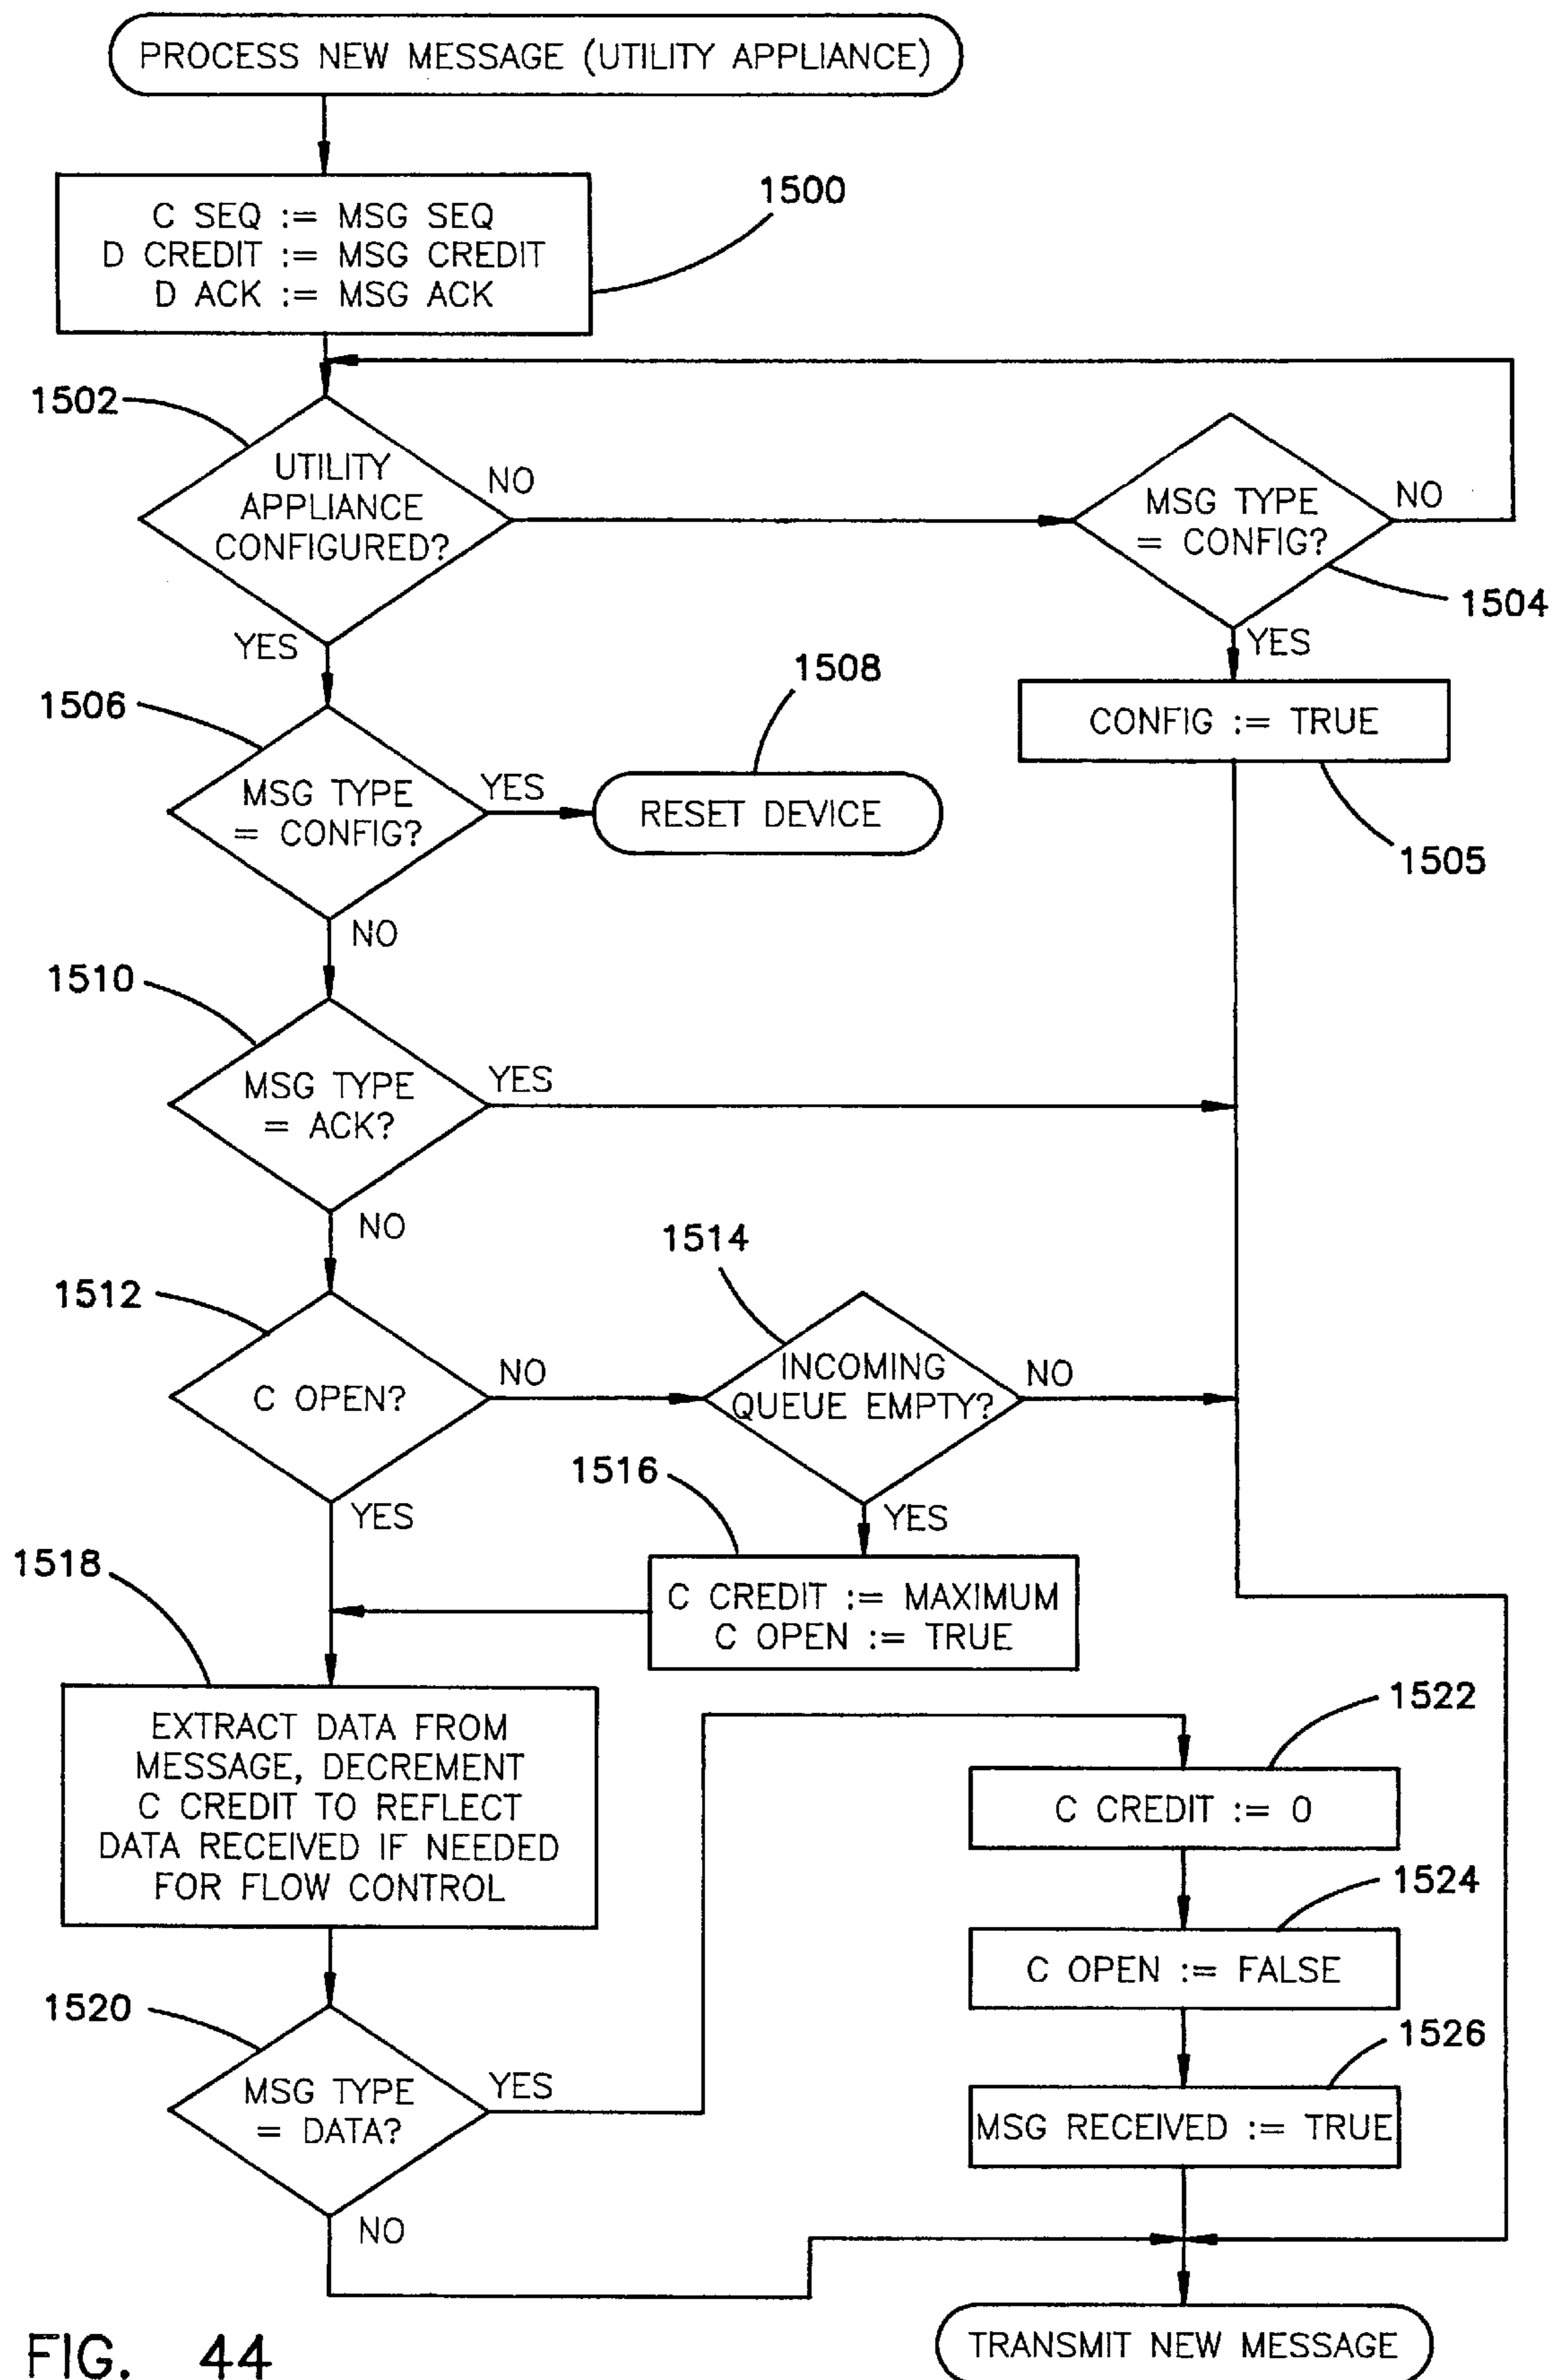 PROCESS NEW MESSAGE (UTILITY APPLIANCE)
1500
C SEQ := MSG SEQ
D CREDIT := MSG CREDIT
D ACK := MSG ACK
1502
UTILITY
APPLIANCE
CONFIGURED?
NO
YES
MSG TYPE
= CONFIG?
NO
1504
YES
CONFIG := TRUE
1505
1506
MSG TYPE
= CONFIG?
YES
NO
1508
RESET DEVICE
1510
MSG TYPE
= ACK?
YES
NO
1512
C OPEN?
NO
YES
1514
INCOMING
QUEUE EMPTY?
NO
YES
1516
C CREDIT := MAXIMUM
C OPEN := TRUE
1518
EXTRACT DATA FROM
MESSAGE, DECREMENT
C CREDIT TO REFLECT
DATA RECEIVED IF NEEDED
FOR FLOW CONTROL
1520
MSG TYPE
= DATA?
YES
NO
1522
C CREDIT := 0
1524
C OPEN := FALSE
1526
MSG RECEIVED := TRUE
TRANSMIT NEW MESSAGE
FIG. 44